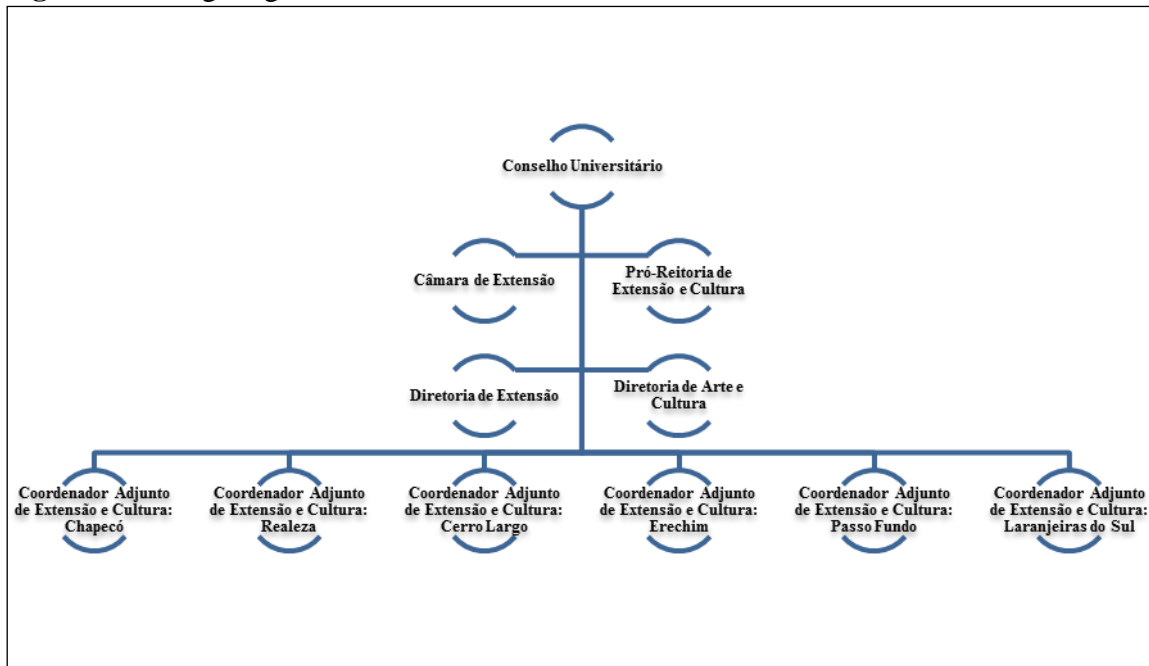 Conselho Universitário
Câmara de Extensão
Pró-Reitoria de
Extensão e Cultura
Diretoria de Extensão
Diretoria de Arte e
Cultura
Coordenador Adjunto
de Extensão e Cultura:
Chapecó
Coordenador Adjunto
de Extensão e Cultura:
Realeza
Coordenador Adjunto
de Extensão e Cultura:
Cerro Largo
Coordenador Adjunto
de Extensão e Cultura:
Erechim
Coordenador Adjunto
de Extensão e Cultura:
Passo Fundo
Coordenador Adjunto
de Extensão e Cultura:
Laranjeiras do Sul